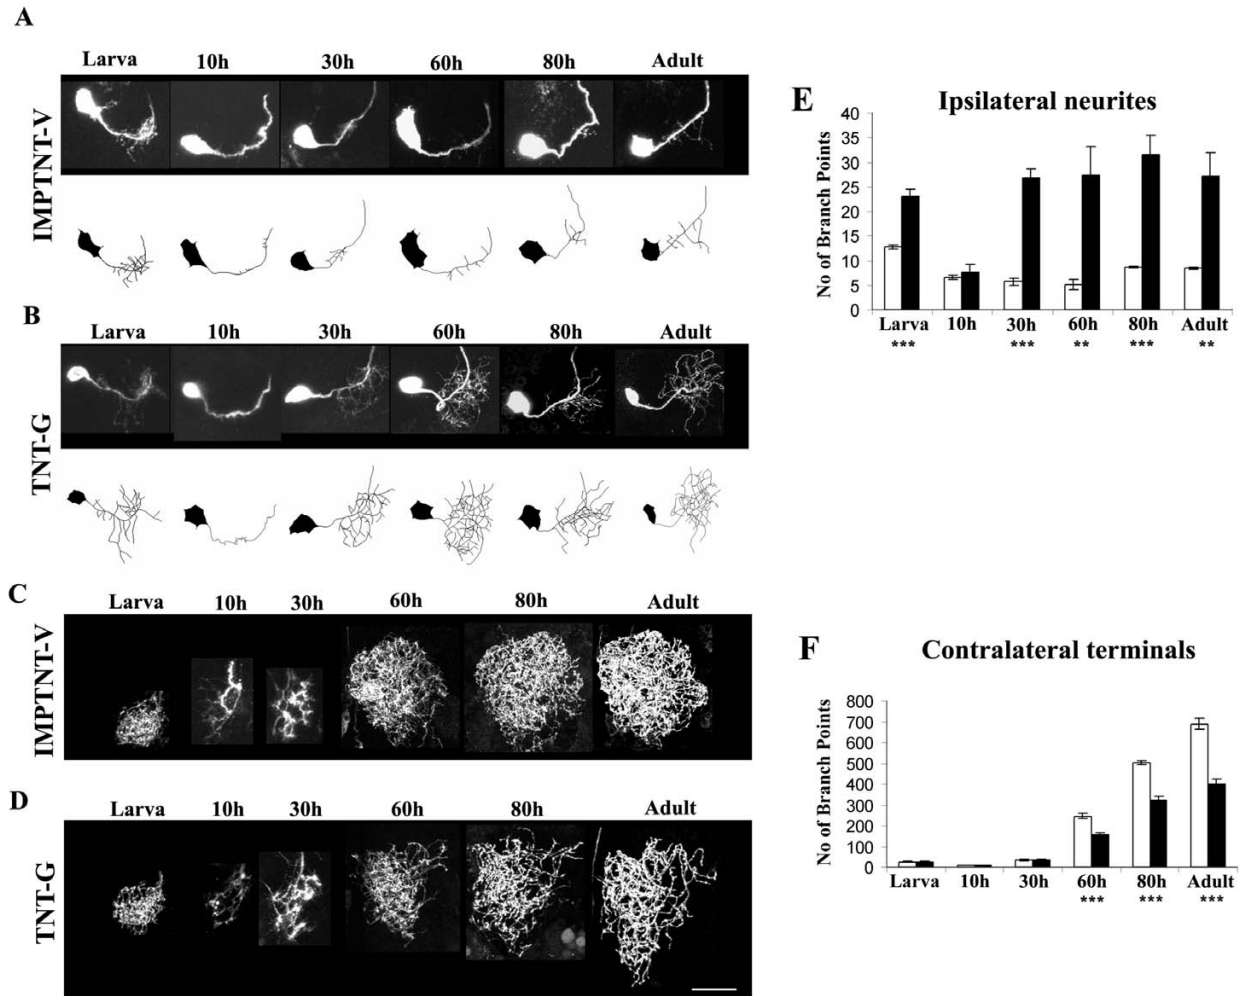 A
Larva 10h 30h 60h 80h Adult
IMPTNT-V
B
Larva 10h 30h 60h 80h Adult
TNT-G
C
Larva 10h 30h 60h 80h Adult
IMPTNT-V
D
Larva 10h 30h 60h 80h Adult
TNT-G
E Ipsilateral neurites
No of Branch Points
40
35
30
25
20
15
10
5
0
Larva 10h 30h 60h 80h Adult
*** *** ** *** **
F Contralateral terminals
No of Branch Points
800
700
600
500
400
300
200
100
0
Larva 10h 30h 60h 80h Adult
*** *** ***